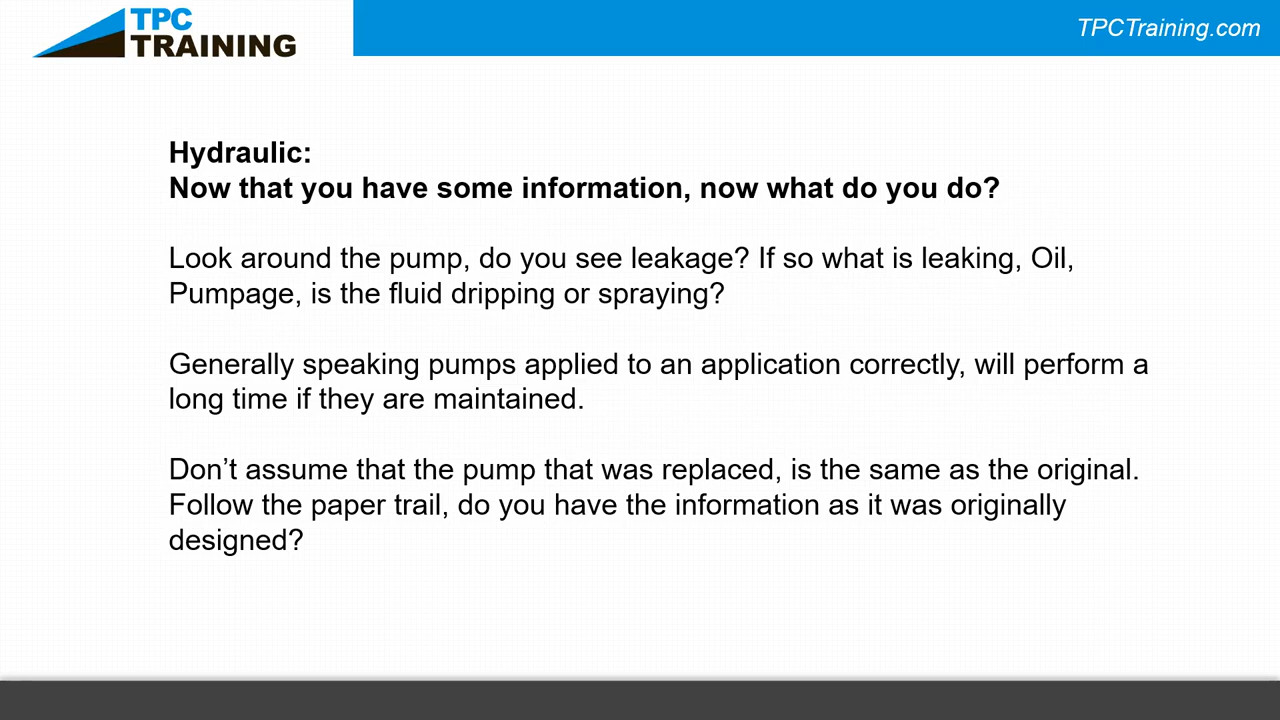 TPC
TRAINING
TPCTraining.com
Hydraulic:
Now that you have some information, now what do you do?
Look around the pump, do you see leakage? If so what is leaking, Oil,
Pumpage, is the fluid dripping or spraying?
Generally speaking pumps applied to an application correctly, will perform a
long time if they are maintained.
Don’t assume that the pump that was replaced, is the same as the original.
Follow the paper trail, do you have the information as it was originally
designed?